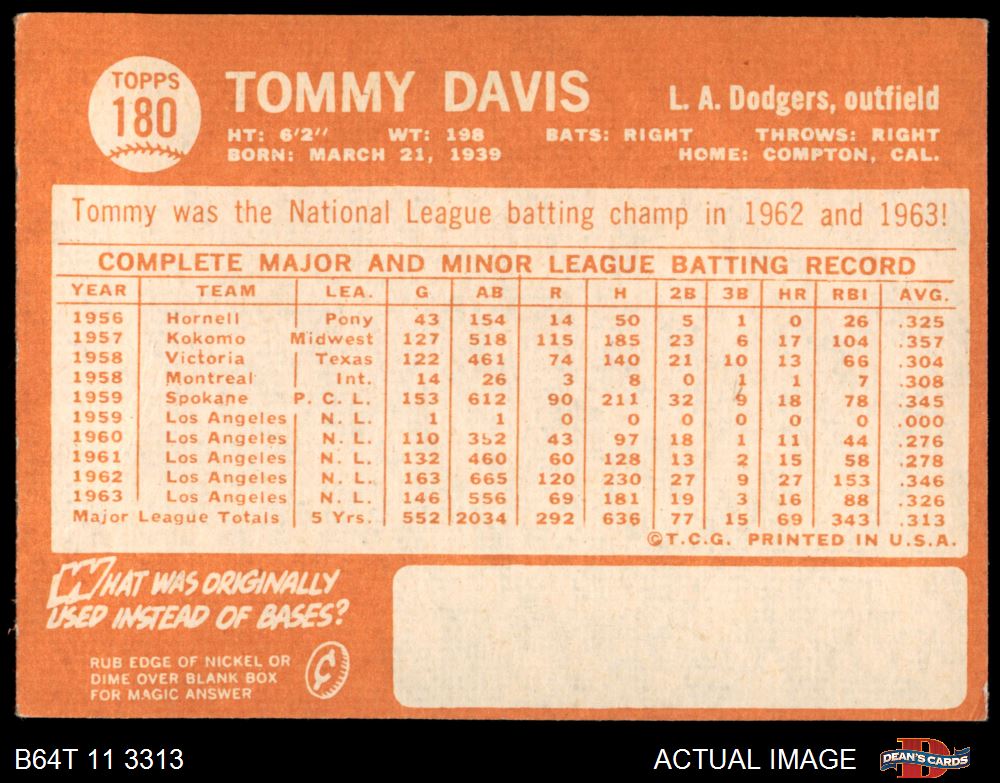 TOPPS
180
TOMMY DAVIS
L. A. Dodgers, outfield
HT: 6'2" WT: 198 BATS: RIGHT THROWS: RIGHT
BORN: MARCH 21, 1939 HOME: COMPTON, CAL.
Tommy was the National League batting champ in 1962 and 1963!
COMPLETE MAJOR AND MINOR LEAGUE BATTING RECORD
YEAR TEAM LEA. G AB R H 2B 3B HR RBI AVG.
1956 Hornell Pony 43 154 14 50 5 1 0 26 .325
1957 Kokomo Midwest 127 518 115 185 23 6 17 104 .357
1958 Victoria Texas 122 461 74 140 21 10 13 66 .304
1958 Montreal Int. 14 26 3 8 0 1 1 7 .308
1959 Spokane P. C. L. 153 612 90 211 32 9 18 78 .345
1959 Los Angeles N. L. 1 1 0 0 0 0 0 0 .000
1960 Los Angeles N. L. 110 352 43 97 18 1 11 44 .276
1961 Los Angeles N. L. 132 460 60 128 13 2 15 58 .278
1962 Los Angeles N. L. 163 665 120 230 27 9 27 153 .346
1963 Los Angeles N. L. 146 556 69 181 19 3 16 88 .326
Major League Totals 5 Yrs. 552 2034 292 636 77 15 69 343 .313
©T.C.G. PRINTED IN U.S.A.
WHAT WAS ORIGINALLY
USED INSTEAD OF BASES?
RUB EDGE OF NICKEL OR
DIME OVER BLANK BOX
FOR MAGIC ANSWER
¢
B64T 11 3313 ACTUAL IMAGE
D
DEAN'S CARDS